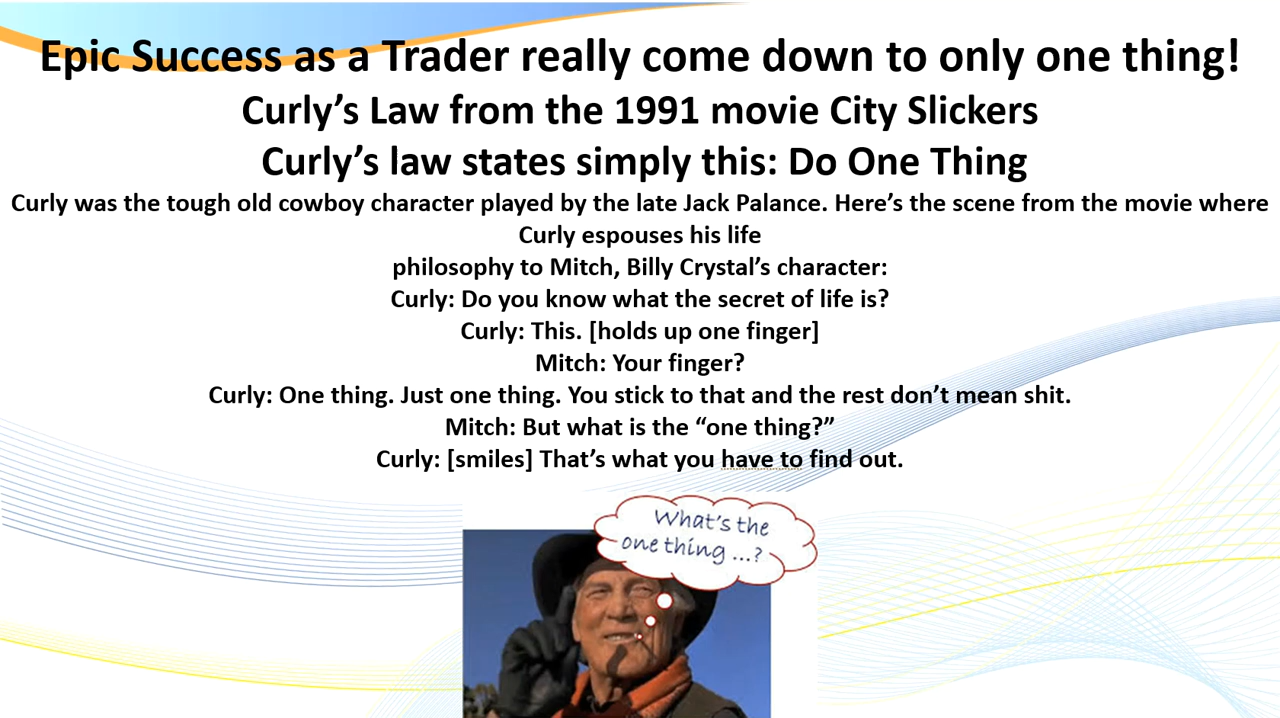 Epic Success as a Trader really come down to only one thing!
Curly’s Law from the 1991 movie City Slickers
Curly’s law states simply this: Do One Thing
Curly was the tough old cowboy character played by the late Jack Palance. Here’s the scene from the movie where
Curly espouses his life
philosophy to Mitch, Billy Crystal’s character:
Curly: Do you know what the secret of life is?
Curly: This. [holds up one finger]
Mitch: Your finger?
Curly: One thing. Just one thing. You stick to that and the rest don’t mean shit.
Mitch: But what is the “one thing?”
Curly: [smiles] That’s what you have to find out.
What's the
one thing ...?